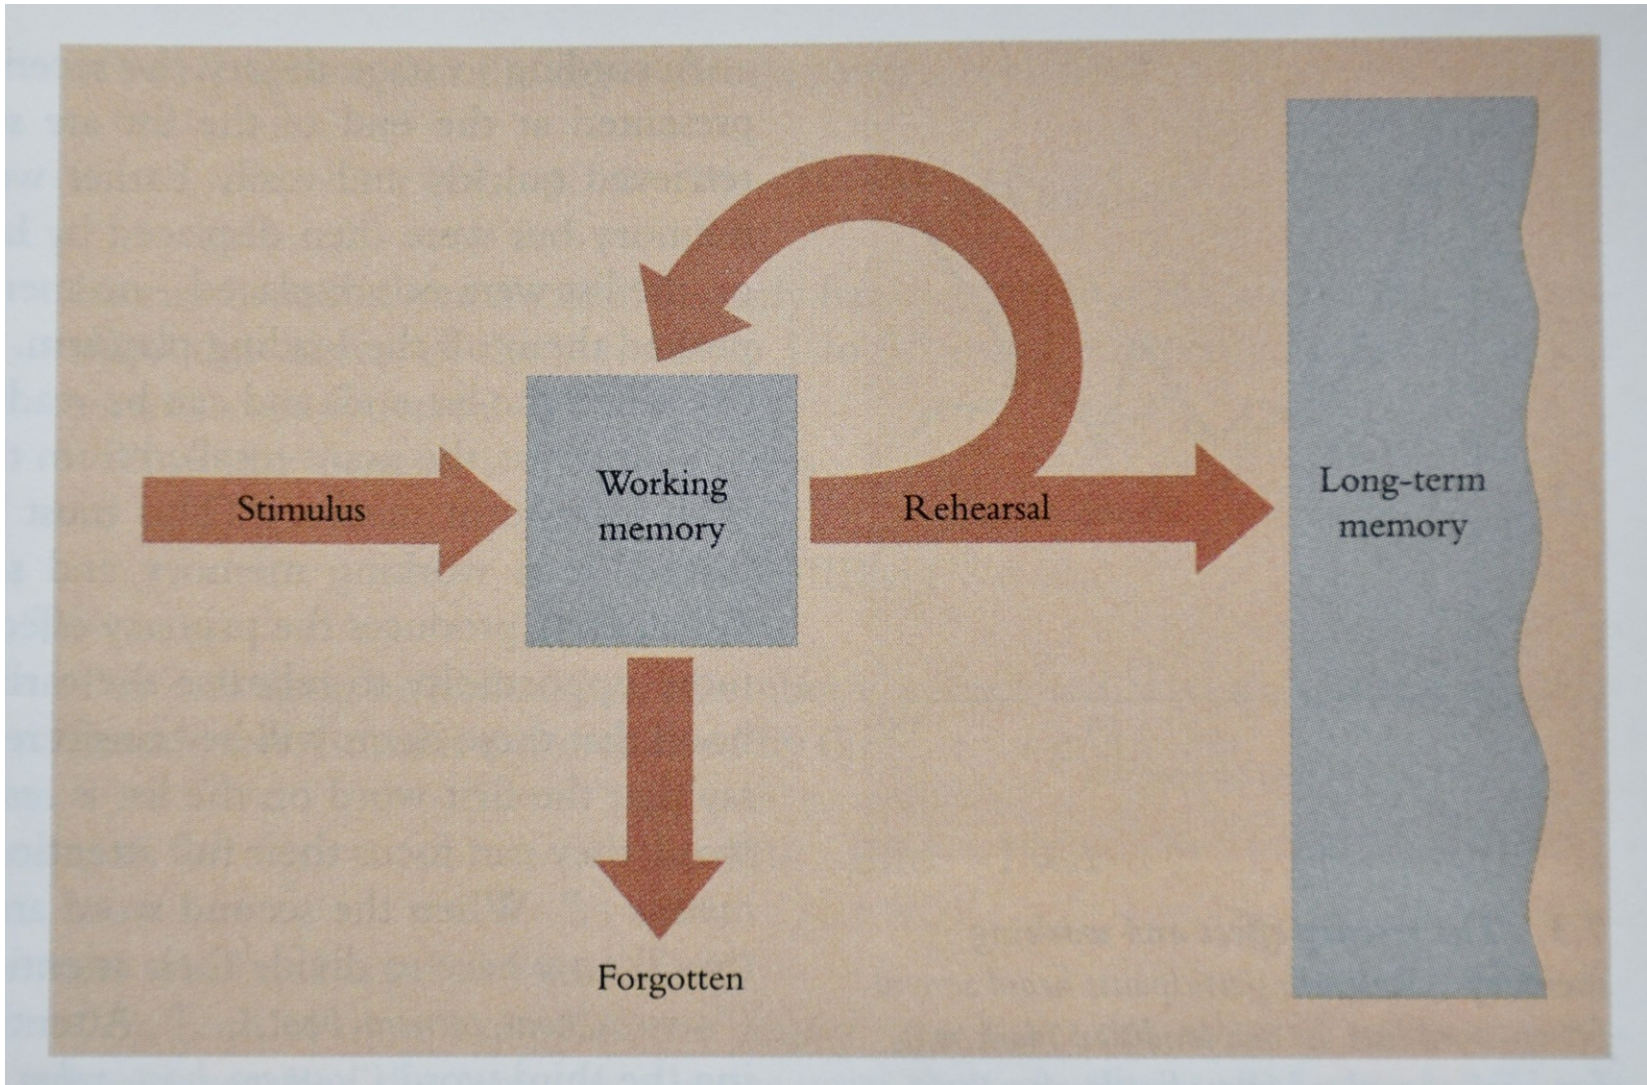 Stimulus
Working
memory
Rehearsal
Long-term
memory
Forgotten